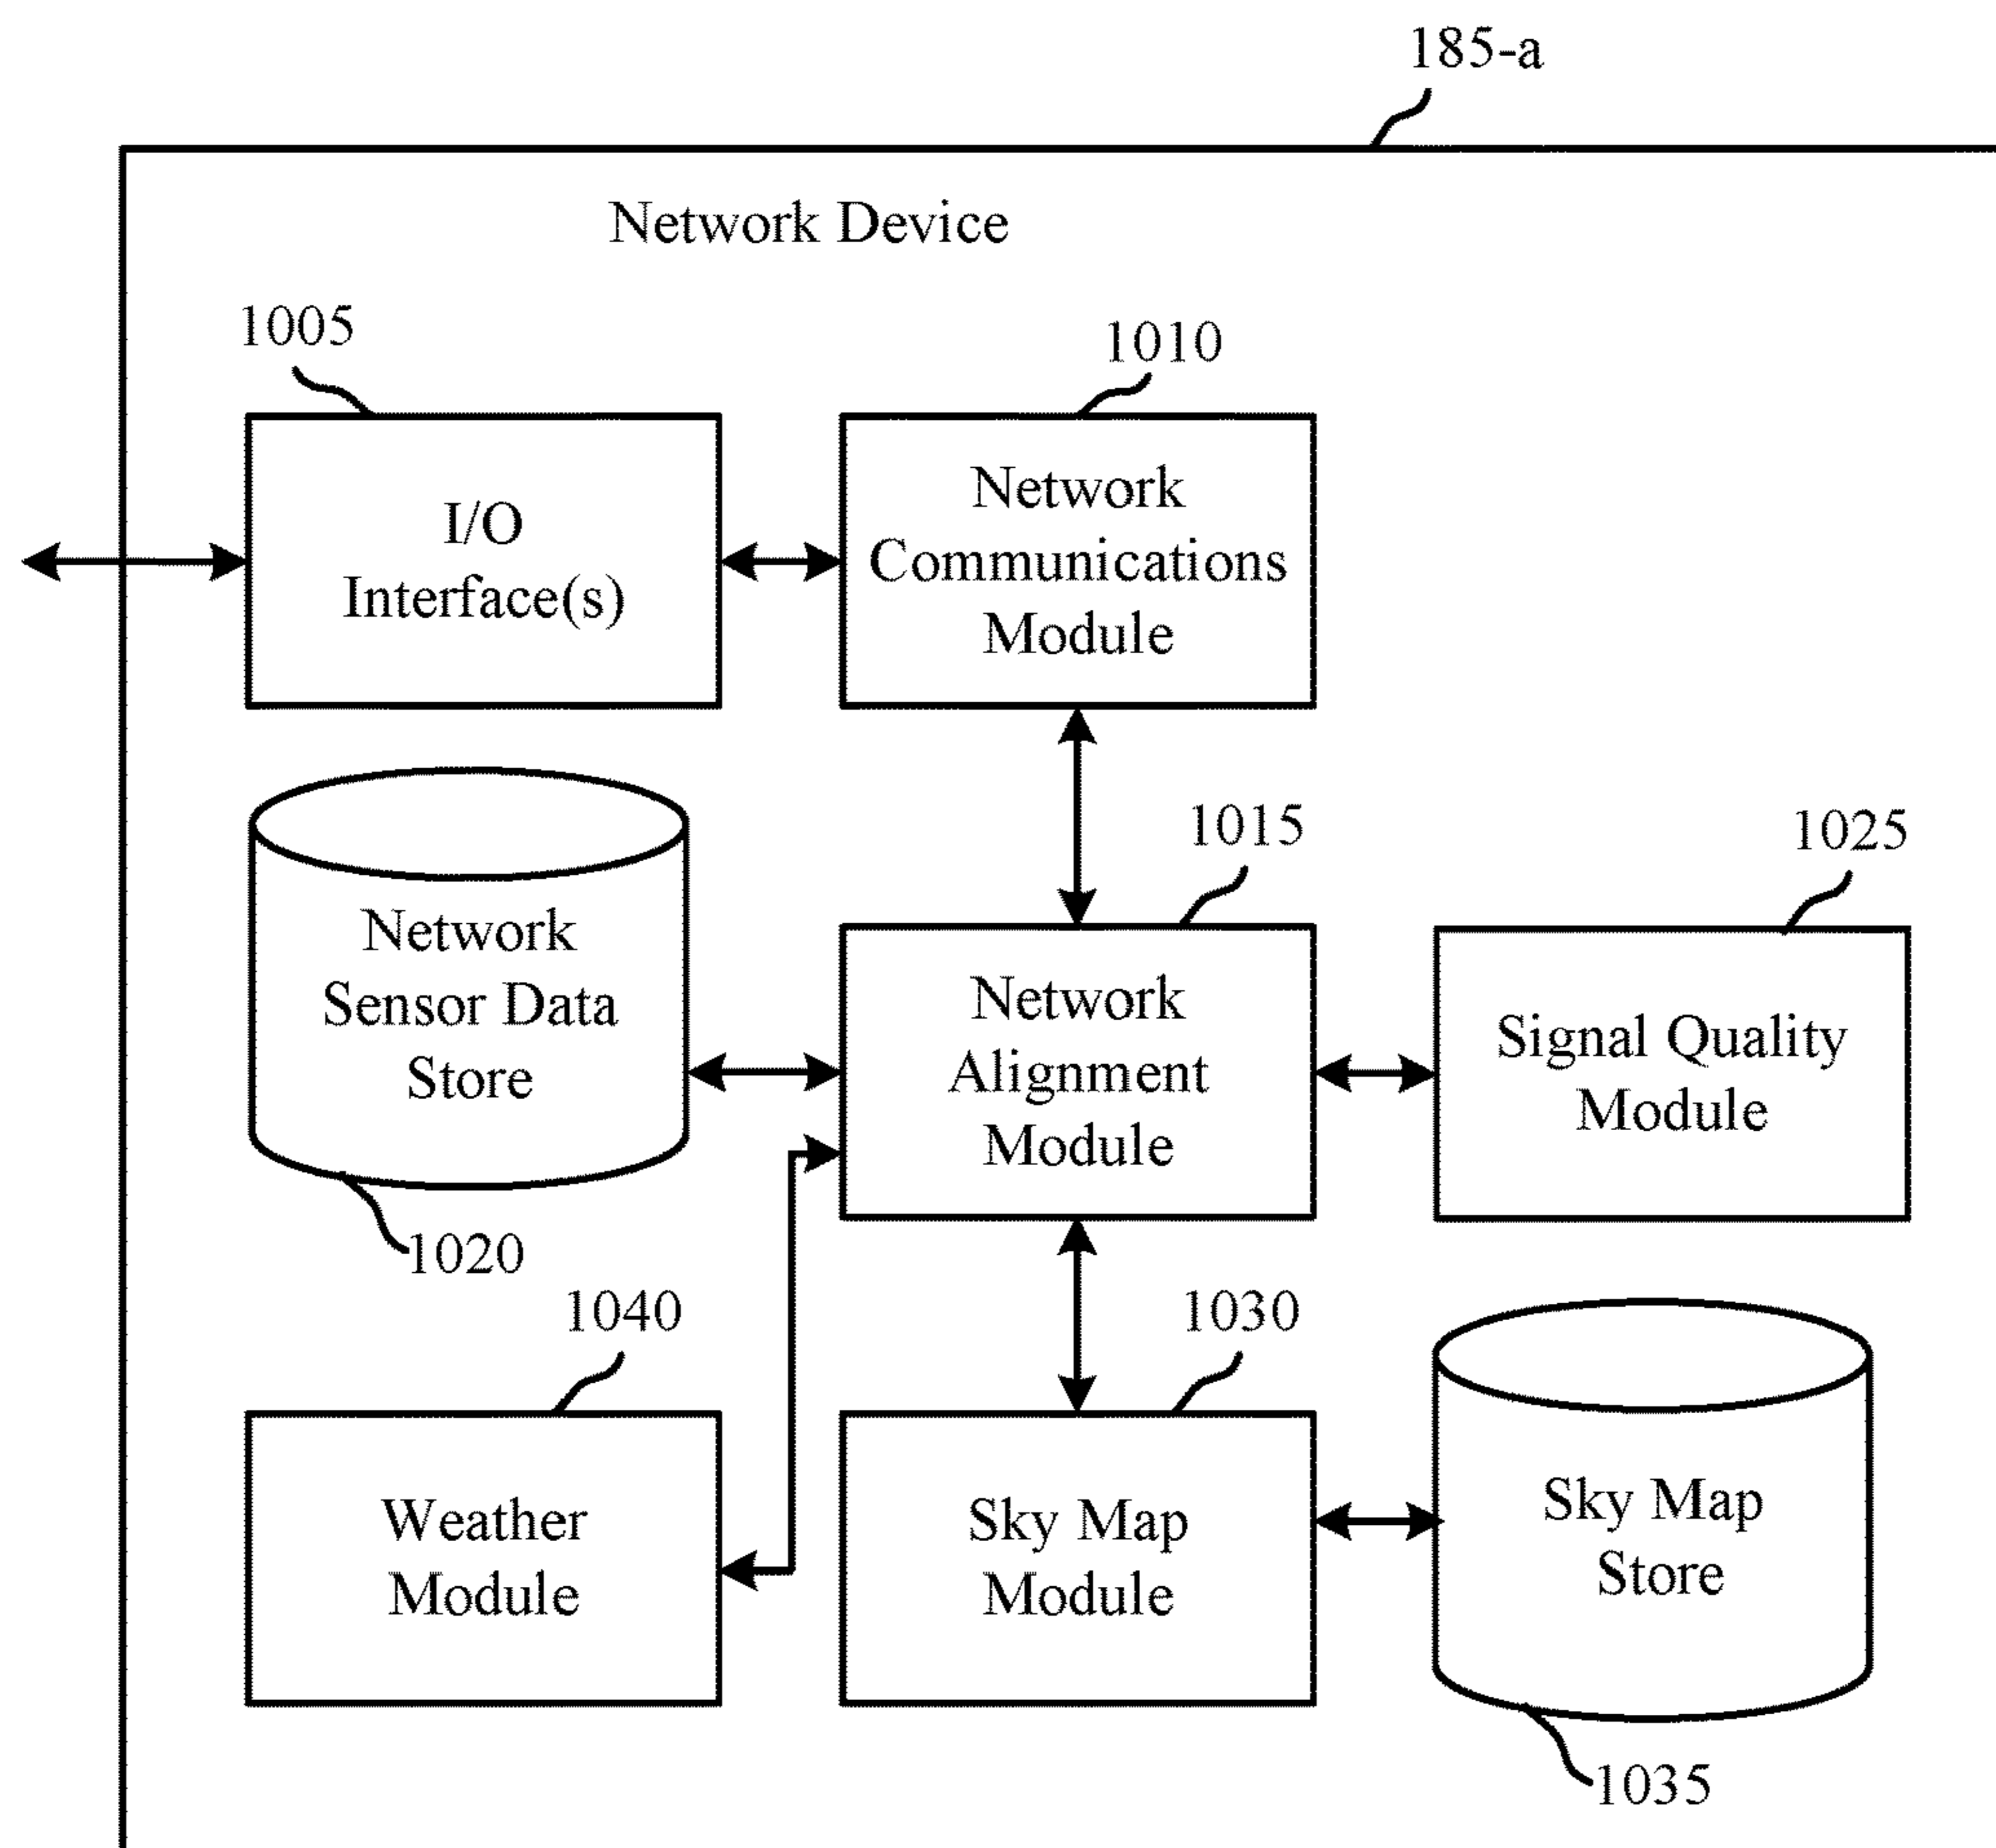 185-a
Network Device
1005
1010
I/O
Interface(s)
Network
Communications
Module
1015
1025
Network
Sensor Data
Store
Network
Alignment
Module
Signal Quality
Module
1020
1040
1030
Weather
Module
Sky Map
Module
Sky Map
Store
1035